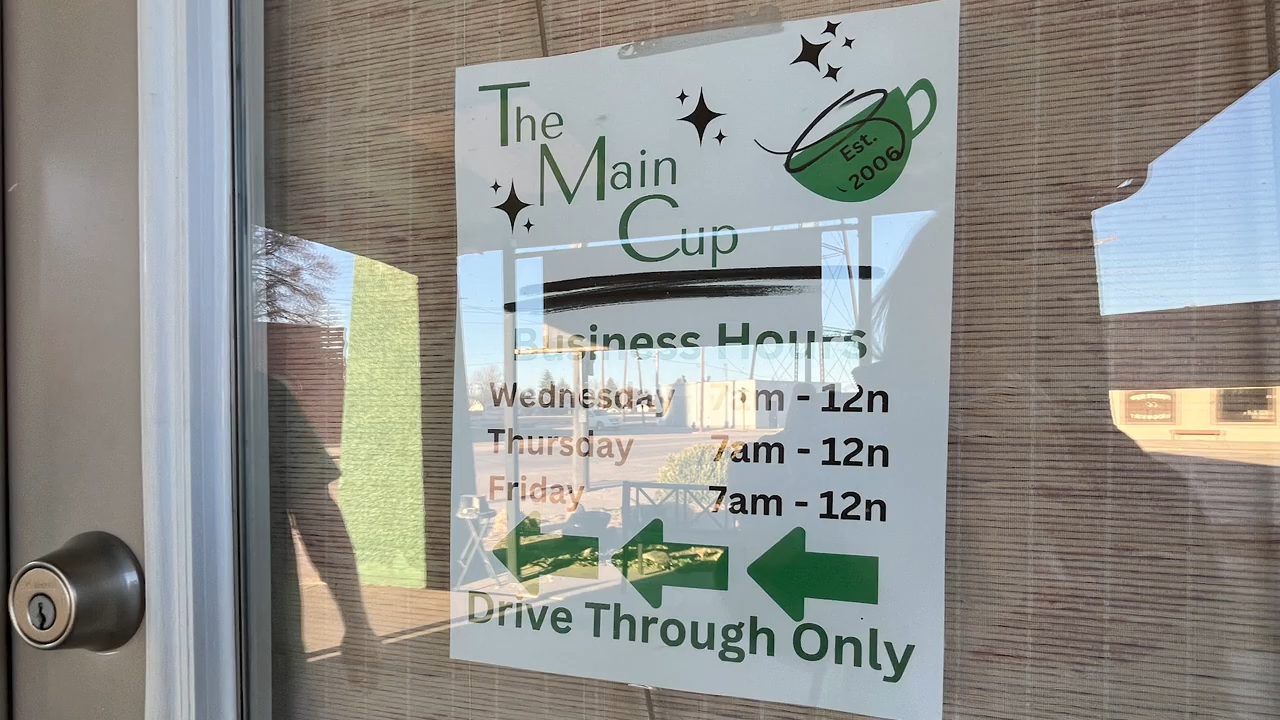 The
Main
Cup
Est.
2006
Business Hours
Wednesday 7am - 12n
Thursday 7am - 12n
Friday 7am - 12n
Drive Through Only